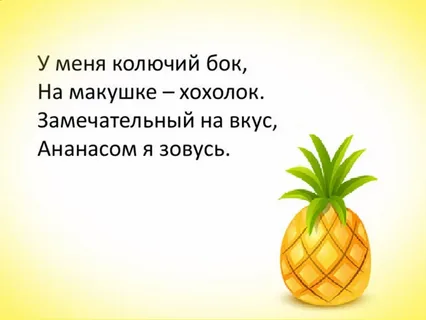 У меня колючий бок,
На макушке – хохолок.
Замечательный на вкус,
Ананасом я зовусь.